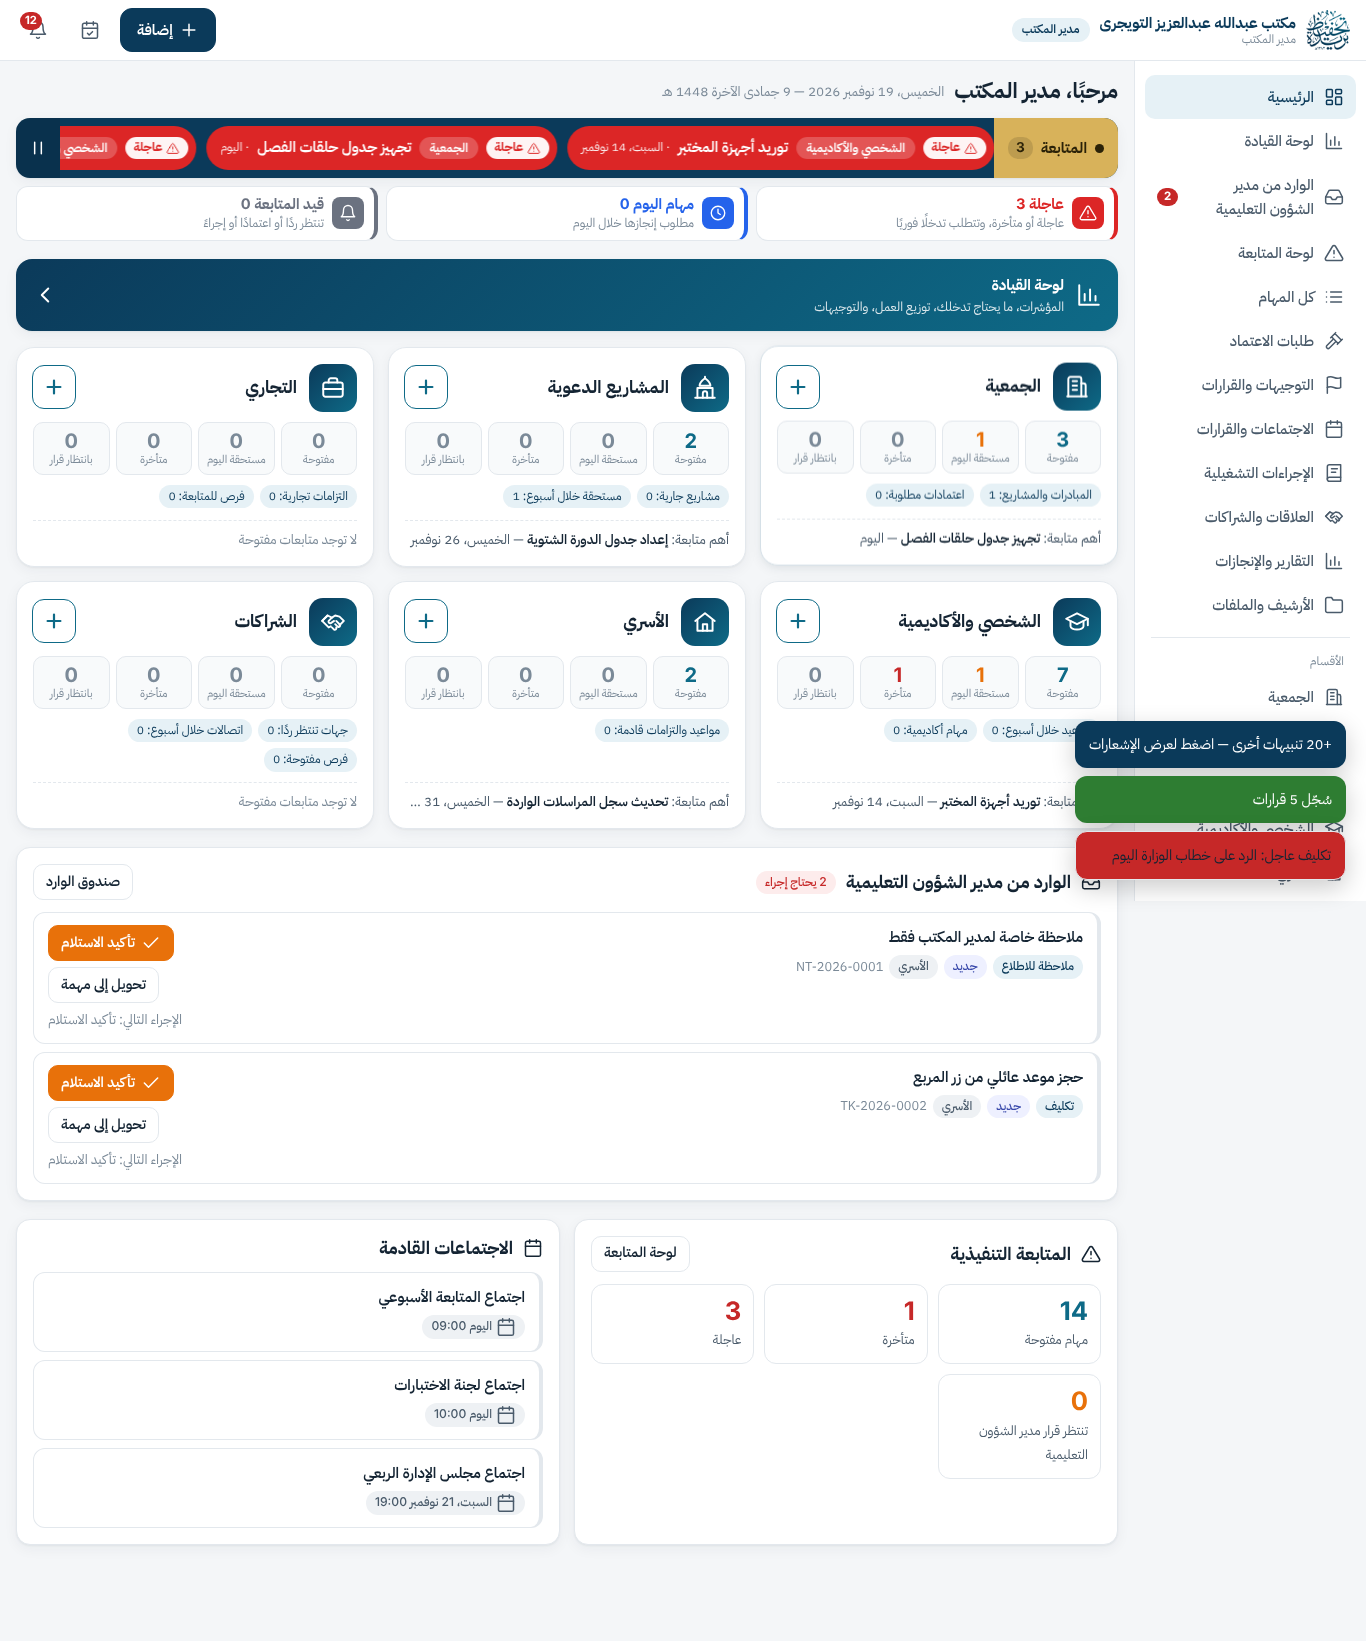 مكتب عبدالله عبدالعزيز التويجري
مدير المكتب
مدير المكتب
إضافة
12
الرئيسية
لوحة القيادة
الوارد من مدير الشؤون التعليمية
2
لوحة المتابعة
كل المهام
طلبات الاعتماد
التوجيهات والقرارات
الاجتماعات والقرارات
الإجراءات التشغيلية
العلاقات والشراكات
التقارير والإنجازات
الأرشيف والملفات
الأقسام
الجمعية
الشخصي والأكاديمية
+20 تنبيهات أخرى — اضغط لعرض الإشعارات
سُجّل 5 قرارات
تكليف عاجل: الرد على خطاب الوزارة اليوم
مرحبًا، مدير المكتب
الخميس، 19 نوفمبر 2026 — 9 جمادى الآخرة 1448 هـ
المتابعة 3
عاجلة الشخصي والأكاديمية توريد أجهزة المختبر · السبت، 14 نوفمبر
عاجلة الجمعية تجهيز جدول حلقات الفصل · اليوم
عاجلة الشخصي
عاجلة 3
عاجلة أو متأخرة، وتتطلب تدخلًا فوريًا
مهام اليوم 0
مطلوب إنجازها خلال اليوم
قيد المتابعة 0
تنتظر ردًا أو اعتمادًا أو إجراءً
لوحة القيادة
المؤشرات، ما يحتاج تدخلك، توزيع العمل، والتوجيهات
الجمعية
3 مفتوحة
1 مستحقة اليوم
0 متأخرة
0 بانتظار قرار
المبادرات والمشاريع: 1
اعتمادات مطلوبة: 0
أهم متابعة: تجهيز جدول حلقات الفصل — اليوم
المشاريع الدعوية
2 مفتوحة
0 مستحقة اليوم
0 متأخرة
0 بانتظار قرار
مشاريع جارية: 0
مستحقة خلال أسبوع: 1
أهم متابعة: إعداد جدول الدورة الشتوية — الخميس، 26 نوفمبر
التجاري
0 مفتوحة
0 مستحقة اليوم
0 متأخرة
0 بانتظار قرار
التزامات تجارية: 0
فرص للمتابعة: 0
لا توجد متابعات مفتوحة
الشخصي والأكاديمية
7 مفتوحة
1 مستحقة اليوم
1 متأخرة
0 بانتظار قرار
خلال أسبوع: 0
مهام أكاديمية: 0
توريد أجهزة المختبر — السبت، 14 نوفمبر
الأسري
2 مفتوحة
0 مستحقة اليوم
0 متأخرة
0 بانتظار قرار
مواعيد والتزامات قادمة: 0
أهم متابعة: تحديث سجل المراسلات الواردة — الخميس، 31 ...
الشراكات
0 مفتوحة
0 مستحقة اليوم
0 متأخرة
0 بانتظار قرار
جهات تنتظر ردًا: 0
اتصالات خلال أسبوع: 0
فرص مفتوحة: 0
لا توجد متابعات مفتوحة
الوارد من مدير الشؤون التعليمية
2 يحتاج إجراء
صندوق الوارد
ملاحظة خاصة لمدير المكتب فقط
ملاحظة للاطلاع
جديد
الأسري
NT-2026-0001
تأكيد الاستلام
تحويل إلى مهمة
الإجراء التالي: تأكيد الاستلام
حجز موعد عائلي من زر المربع
تكليف
جديد
الأسري
TK-2026-0002
تأكيد الاستلام
تحويل إلى مهمة
الإجراء التالي: تأكيد الاستلام
المتابعة التنفيذية
لوحة المتابعة
14
مهام مفتوحة
1
متأخرة
3
عاجلة
0
تنتظر قرار مدير الشؤون التعليمية
الاجتماعات القادمة
اجتماع المتابعة الأسبوعي
اليوم 09:00
اجتماع لجنة الاختبارات
اليوم 10:00
اجتماع مجلس الإدارة الربعي
السبت، 21 نوفمبر 19:00